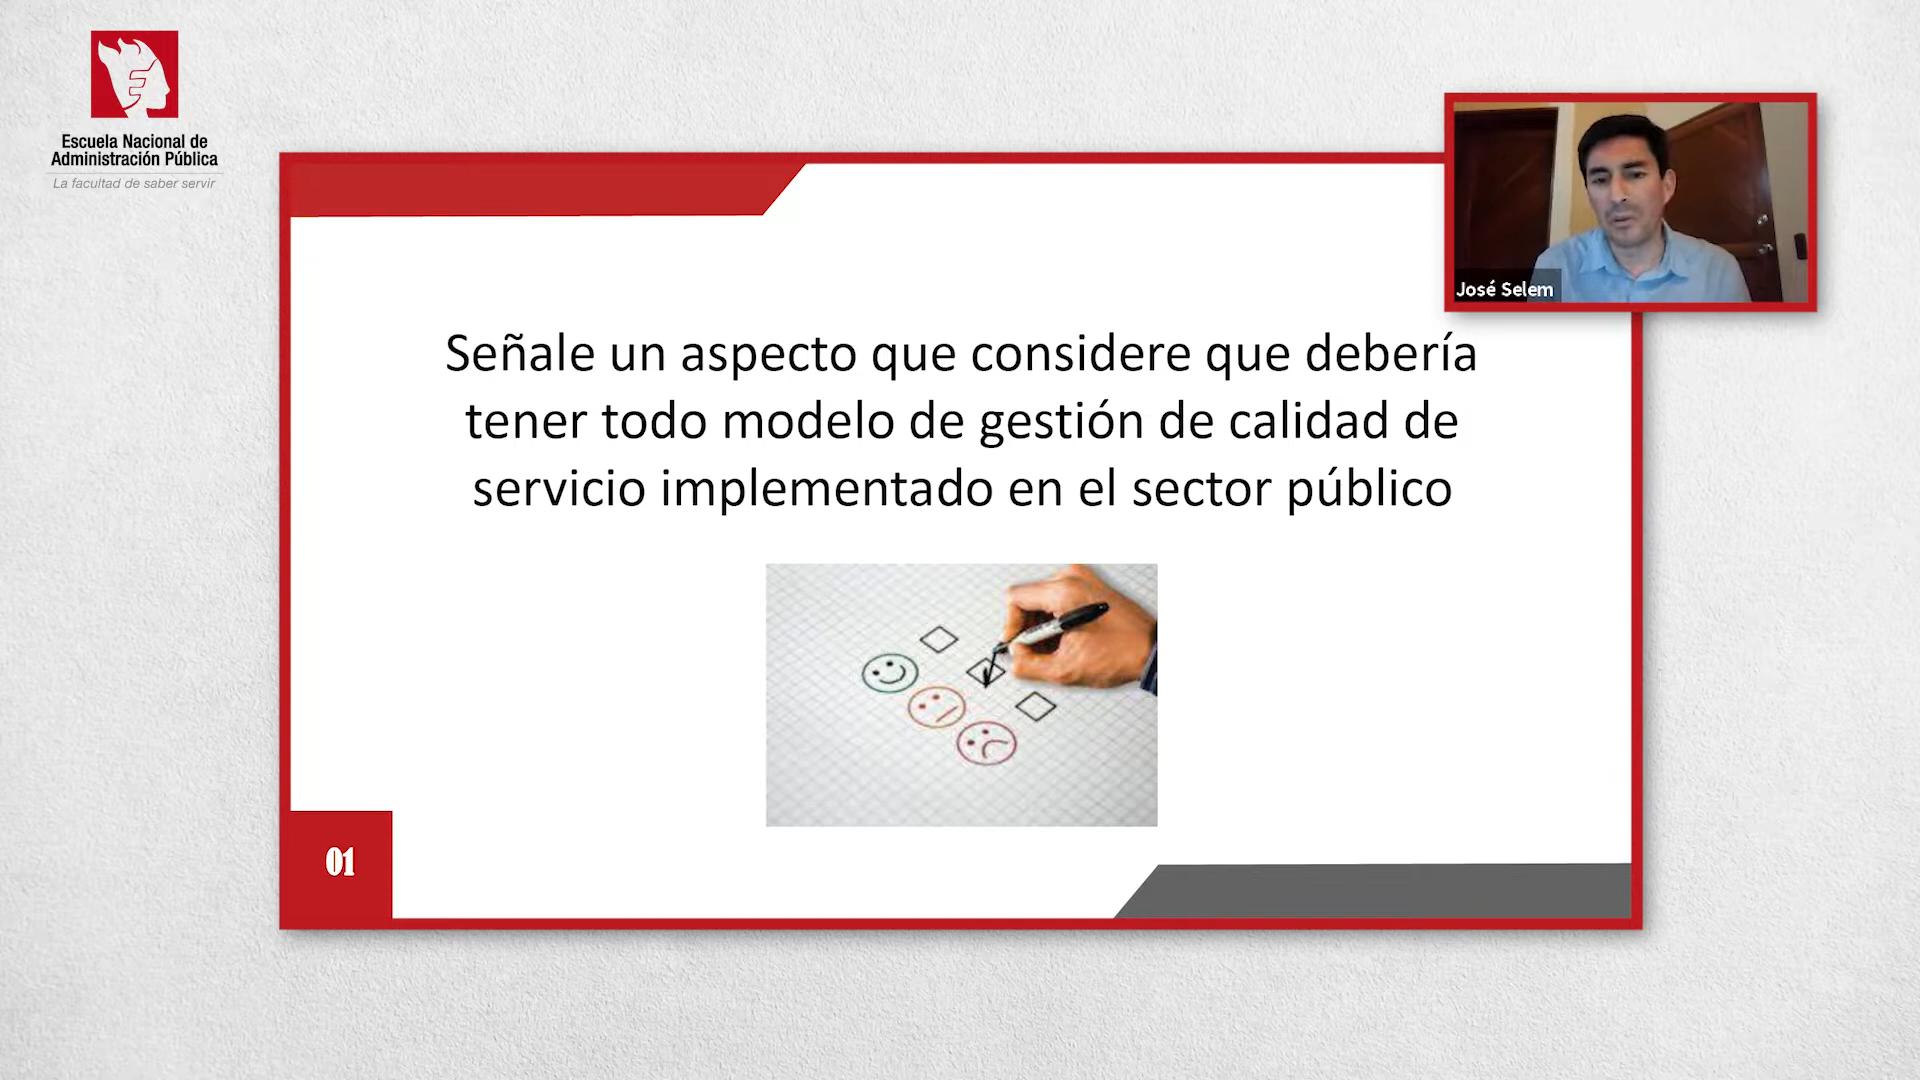 Escuela Nacional de
Administración Pública
La facultad de saber servir
José Selem
Señale un aspecto que considere que debería
tener todo modelo de gestión de calidad de
servicio implementado en el sector público
01